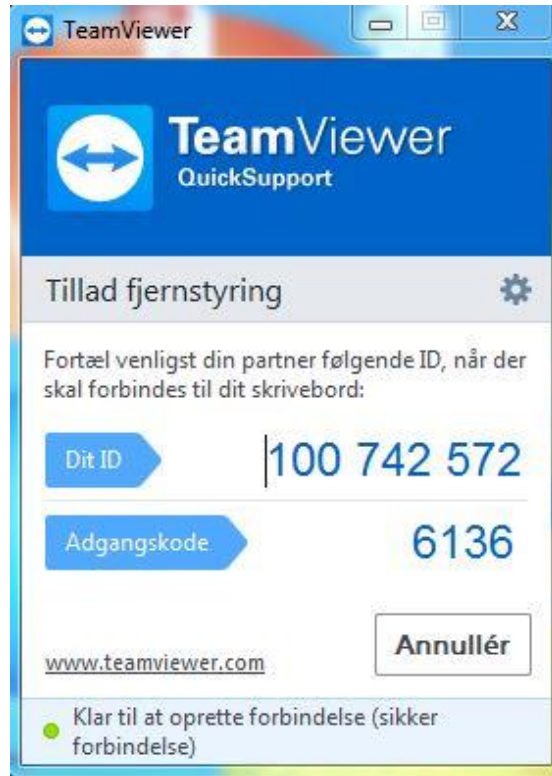 TeamViewer
TeamViewer
QuickSupport
Tillad fjernstyring
Fortæl venligst din partner følgende ID, når der
skal forbindes til dit skrivebord:
Dit ID 100 742 572
Adgangskode 6136
Annullér
www.teamviewer.com
Klar til at oprette forbindelse (sikker
forbindelse)